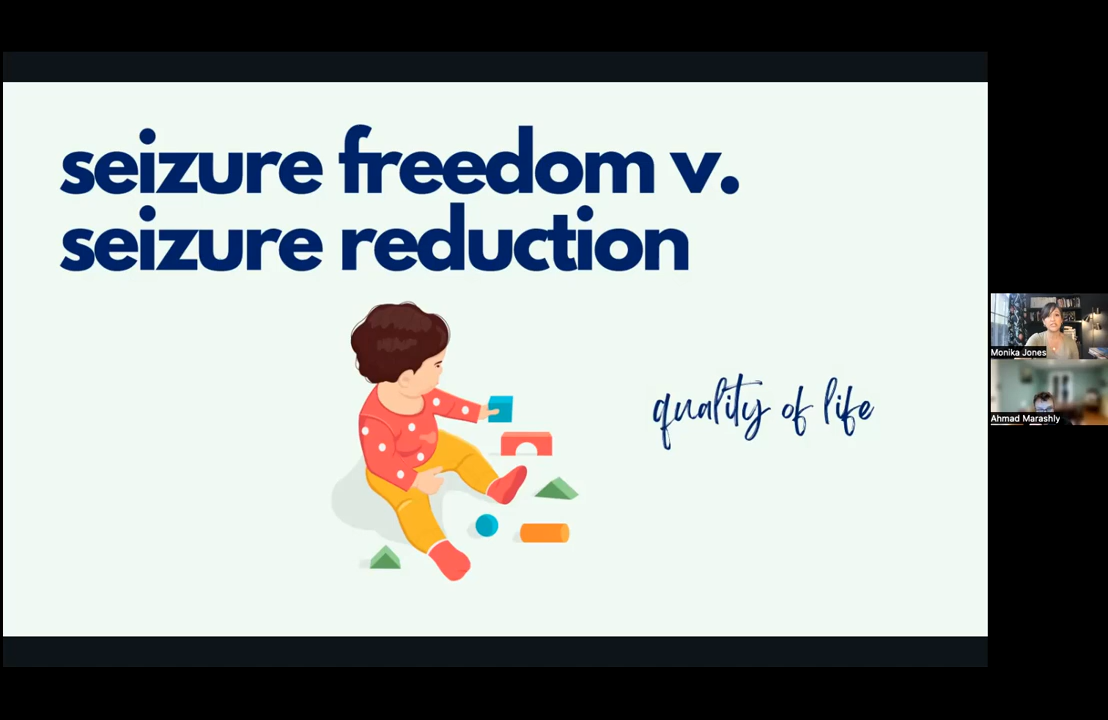 seizure freedom v.
seizure reduction
quality of life
Monika Jones
Ahmad Marashly